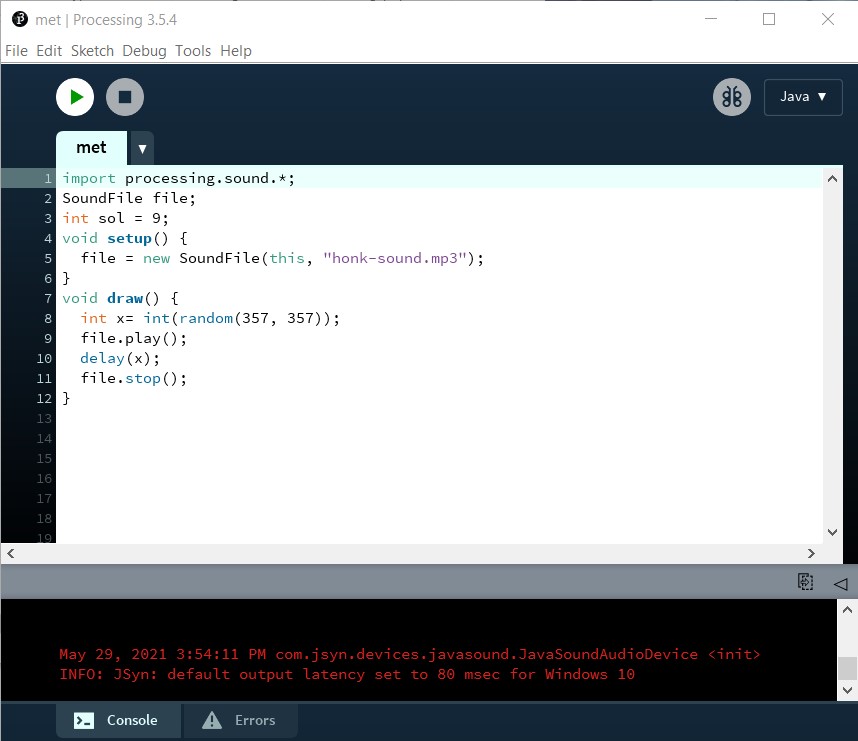 met | Processing 3.5.4
File Edit Sketch Debug Tools Help
Java ▼
met ▼
1 import processing.sound.*;
2 SoundFile file;
3 int sol = 9;
4 void setup() {
5   file = new SoundFile(this, "honk-sound.mp3");
6 }
7 void draw() {
8   int x= int(random(357, 357));
9   file.play();
10   delay(x);
11   file.stop();
12 }
13
14
15
16
17
18
19
May 29, 2021 3:54:11 PM com.jsyn.devices.javasound.JavaSoundAudioDevice <init>
INFO: JSyn: default output latency set to 80 msec for Windows 10
Console Errors